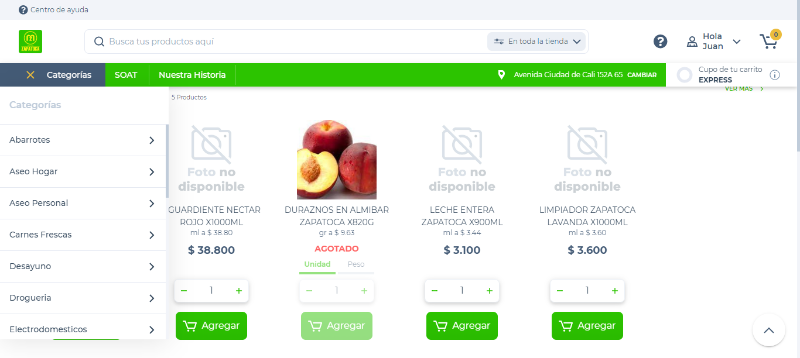 Centro de ayuda
ZAPATOCA
Busca tus productos aquí
En toda la tienda
Hola
Juan
0
Categorías
SOAT
Nuestra Historia
Avenida Ciudad de Cali 152A 65 CAMBIAR
Cupo de tu carrito
EXPRESS
Categorías
Abarrotes
Aseo Hogar
Aseo Personal
Carnes Frescas
Desayuno
Drogueria
Electrodomesticos
5 Productos
VER MÁS
Foto no
disponible
GUARDIENTE NECTAR
ROJO X1000ML
ml a $ 38.80
$ 38.800
1
Agregar
DURAZNOS EN ALMIBAR
ZAPATOCA X820G
gr a $ 9.63
AGOTADO
Unidad
Peso
1
Agregar
Foto no
disponible
LECHE ENTERA
ZAPATOCA X900ML
ml a $ 3.44
$ 3.100
1
Agregar
Foto no
disponible
LIMPIADOR ZAPATOCA
LAVANDA X1000ML
ml a $ 3.60
$ 3.600
1
Agregar